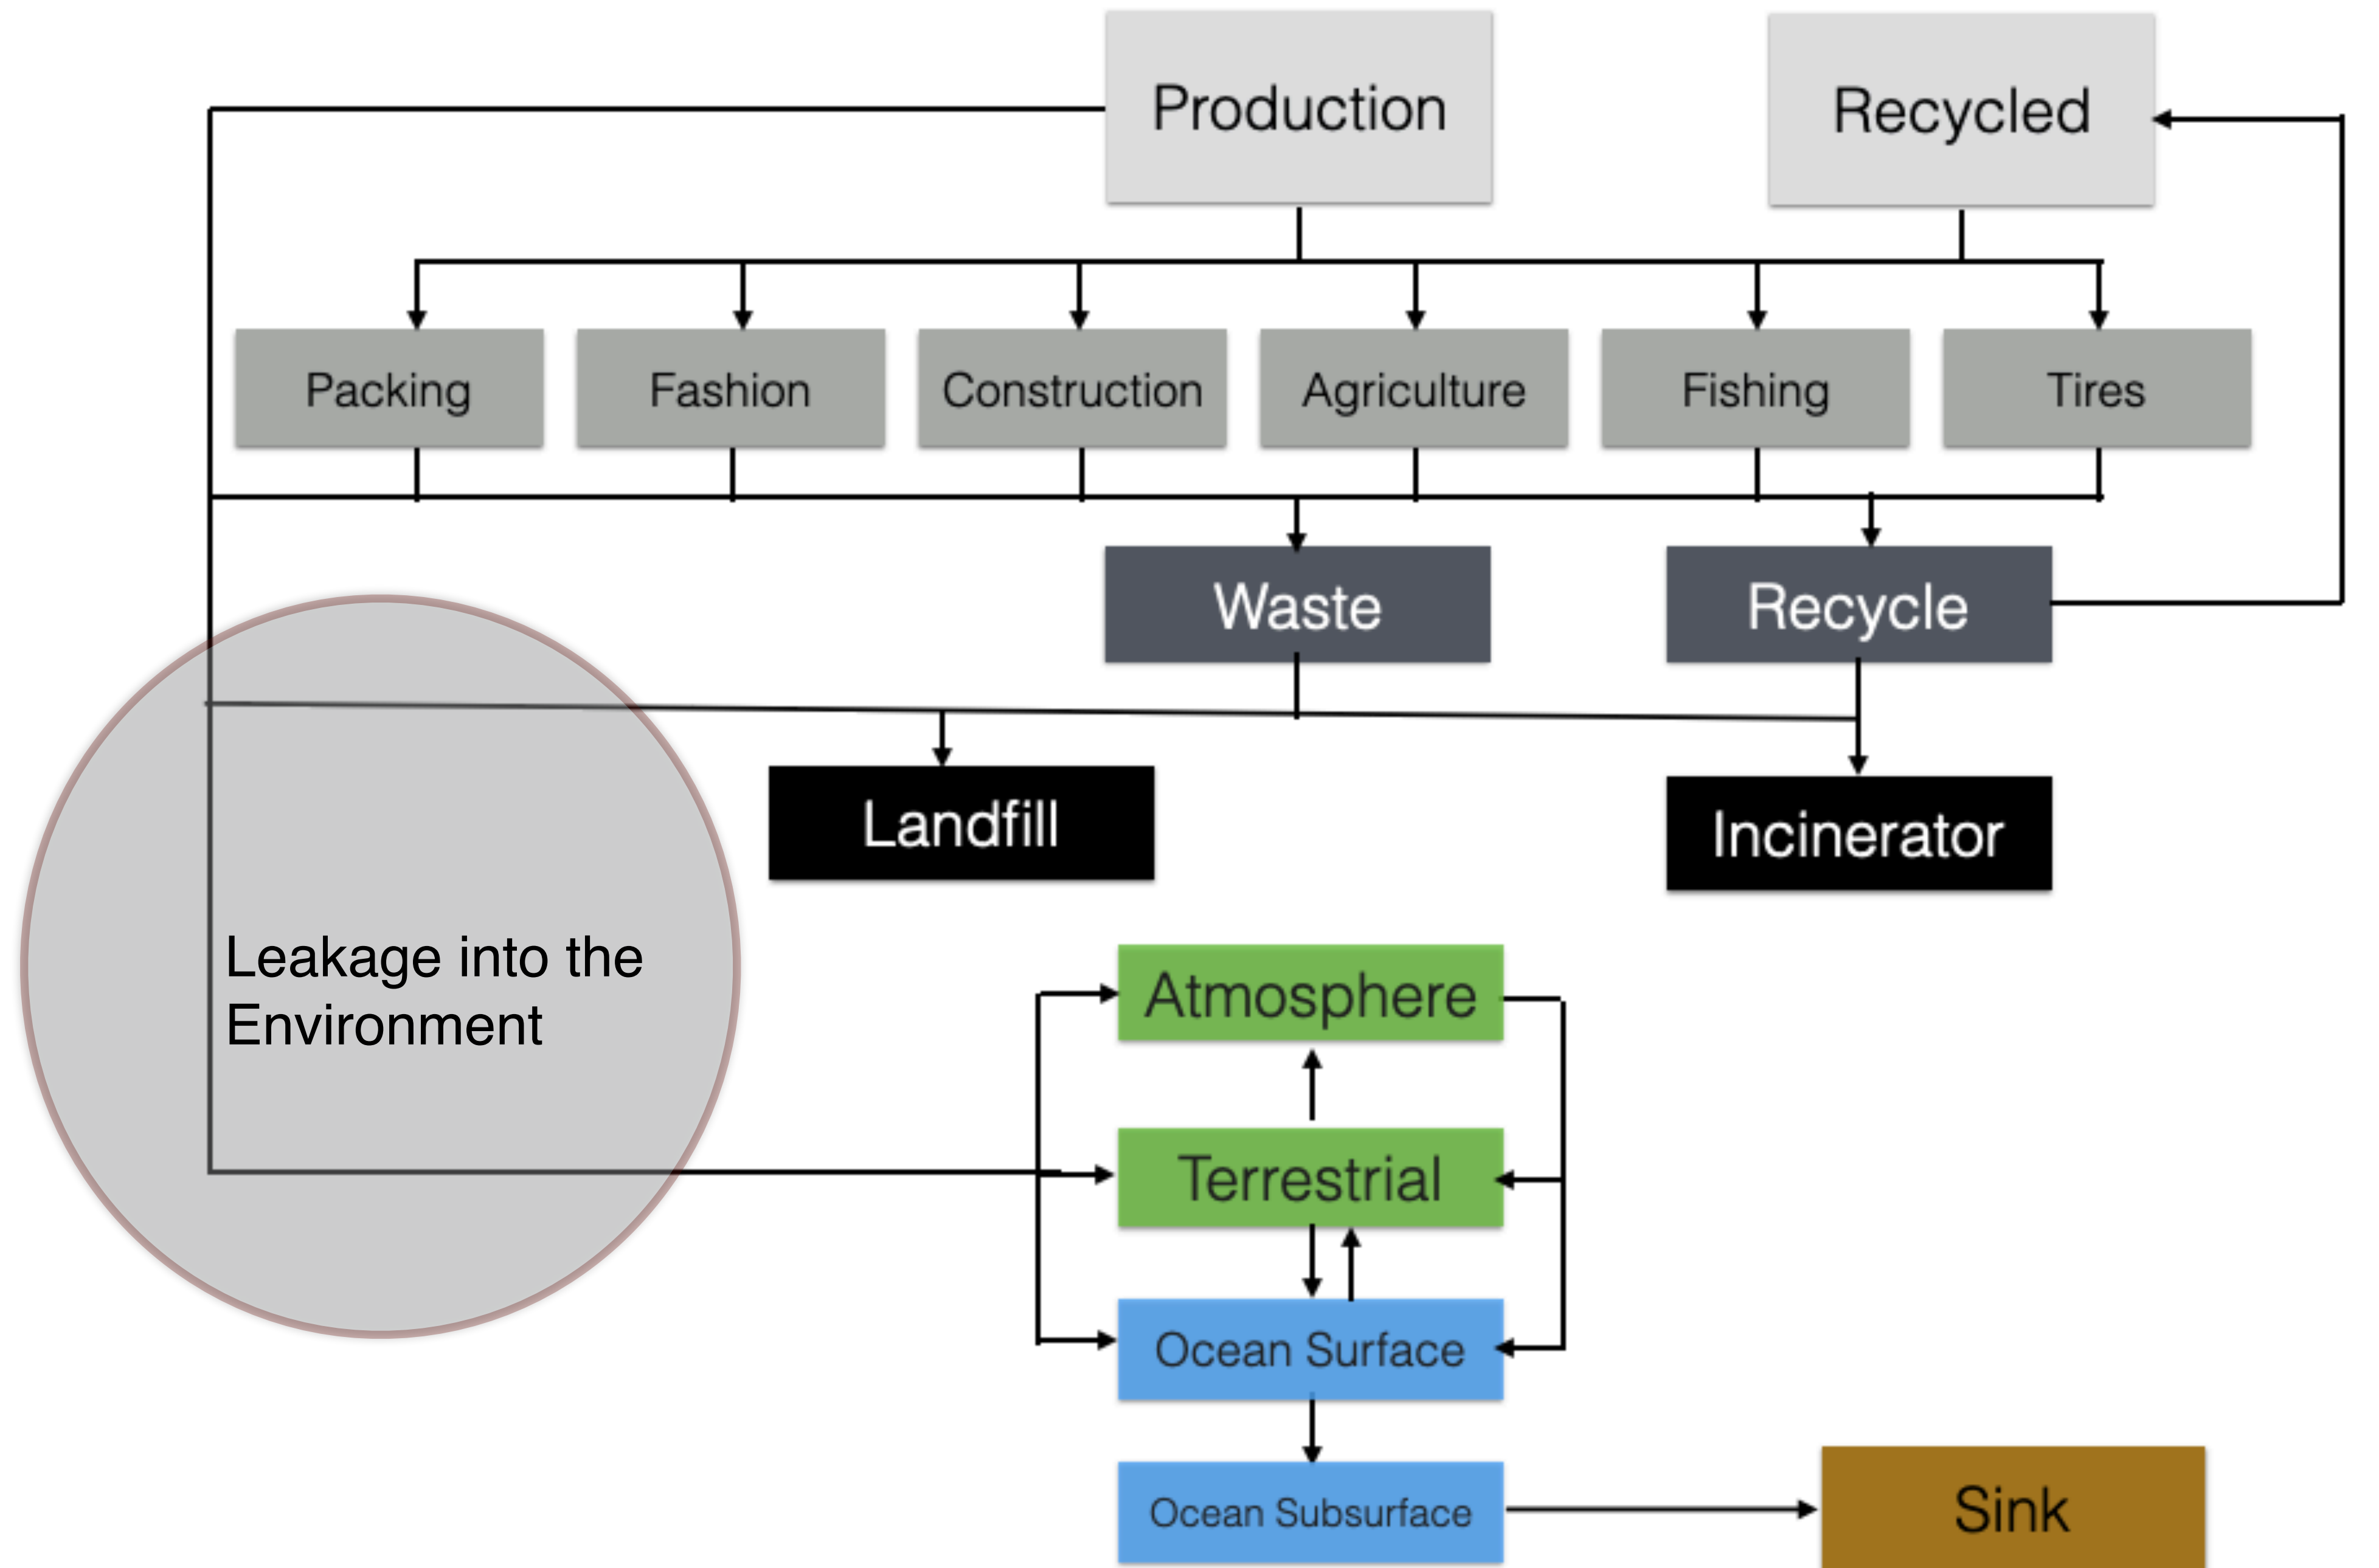 Production
Recycled
Packing
Fashion
Construction
Agriculture
Fishing
Tires
Waste
Recycle
Landfill
Incinerator
Leakage into the
Environment
Atmosphere
Terrestrial
Ocean Surface
Ocean Subsurface
Sink